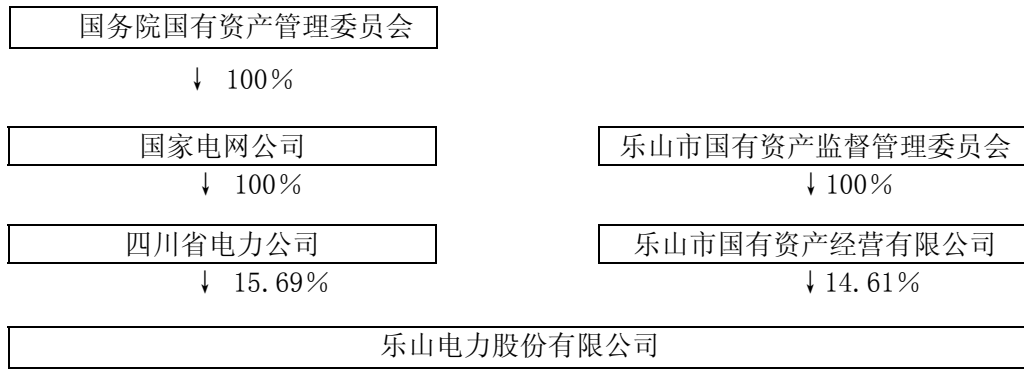 国务院国有资产管理委员会
↓ 100%
国家电网公司 乐山市国有资产监督管理委员会
↓ 100% ↓100%
四川省电力公司 乐山市国有资产经营有限公司
↓ 15.69% ↓14.61%
乐山电力股份有限公司